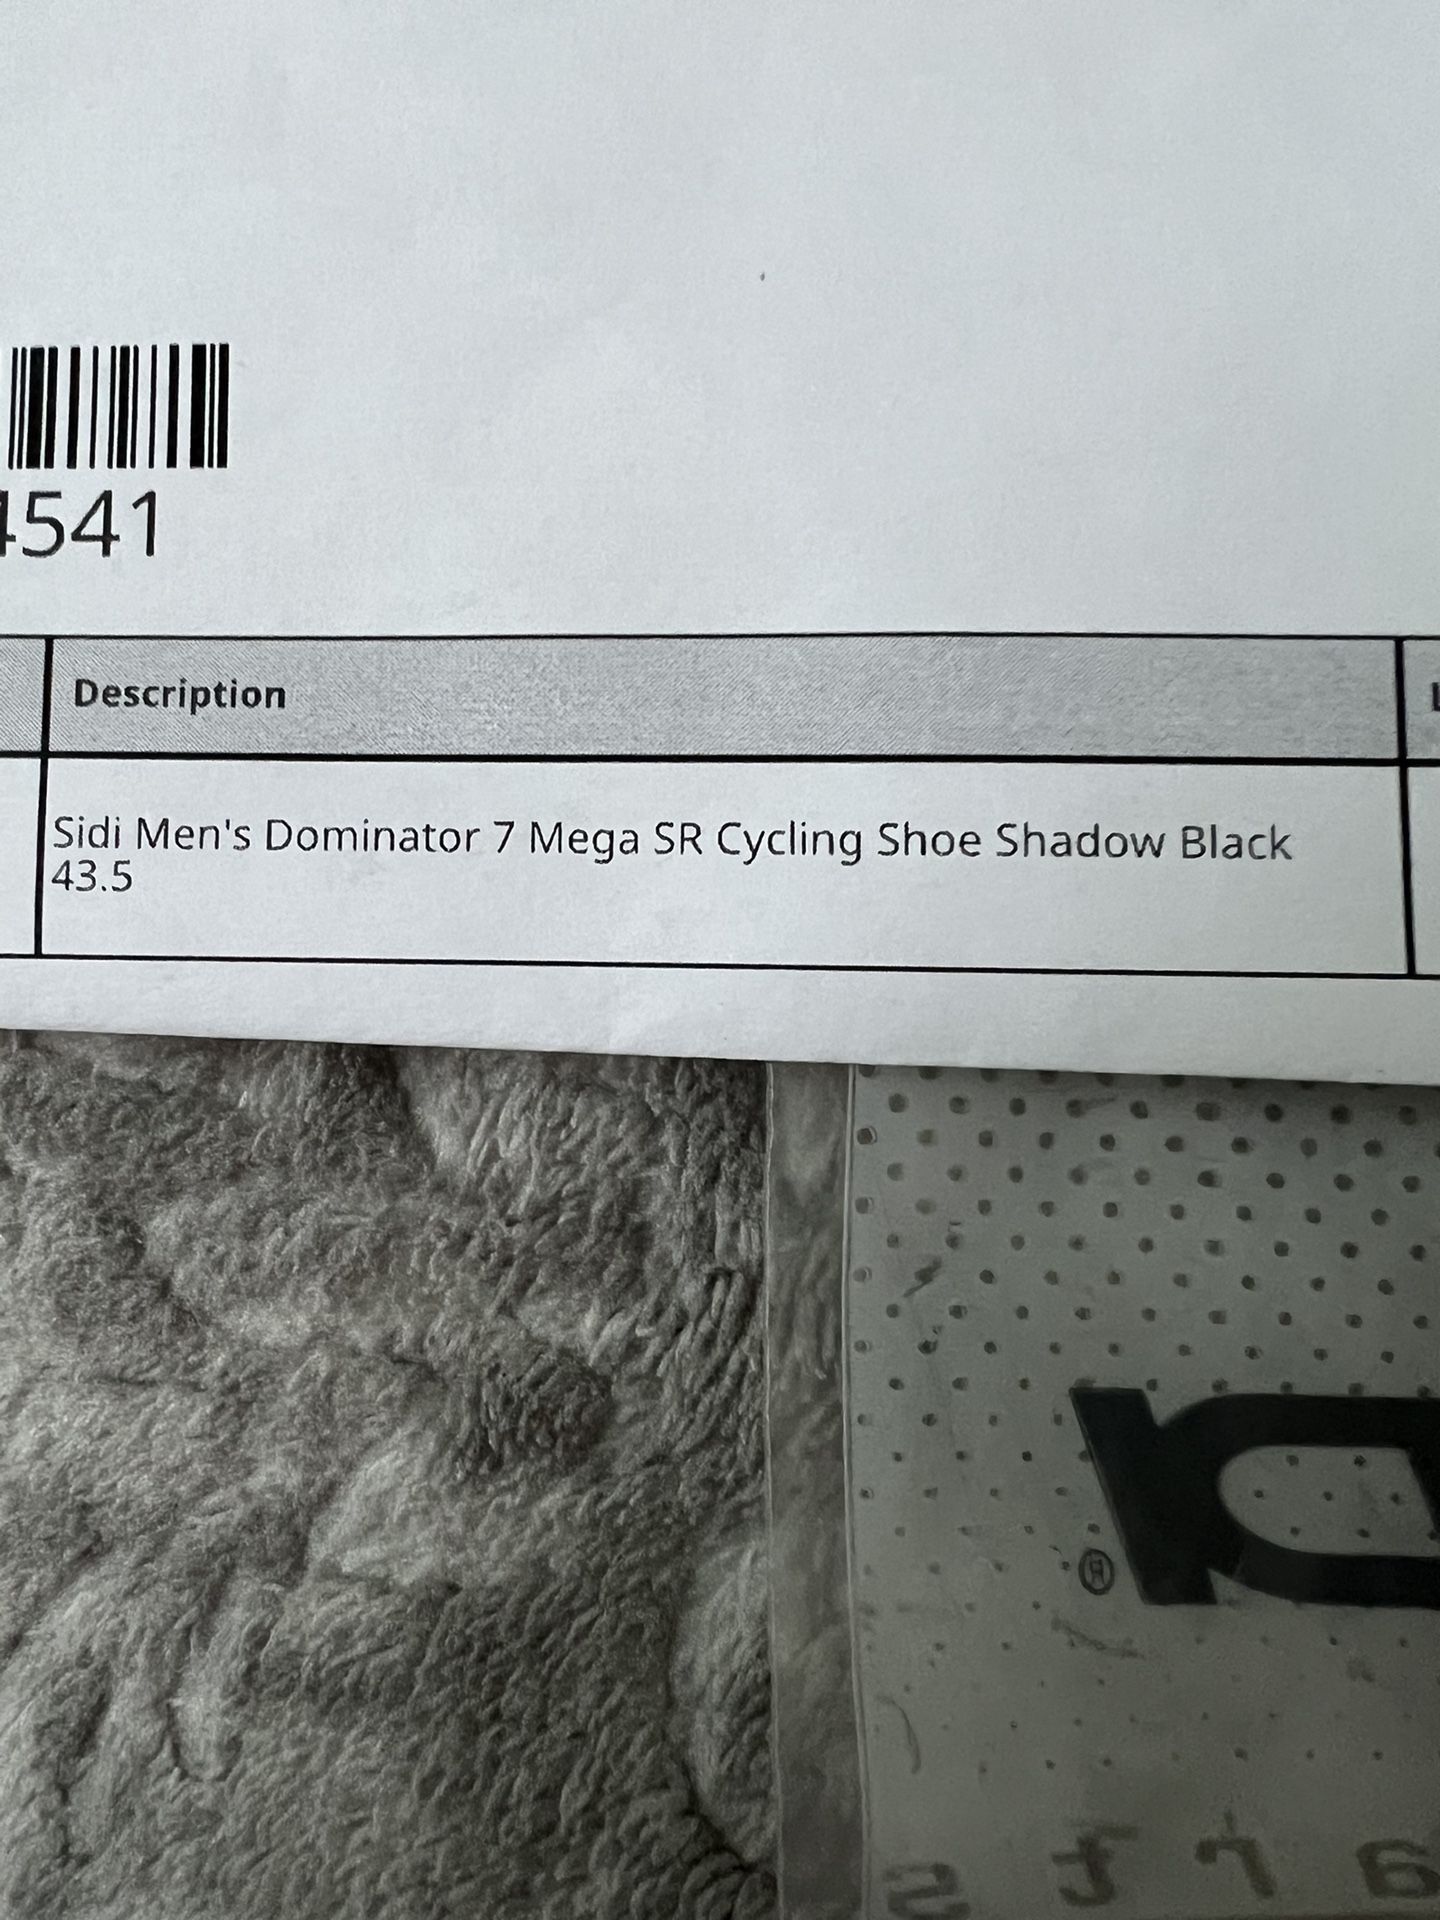 4541
Description
Sidi Men's Dominator 7 Mega SR Cycling Shoe Shadow Black
43.5
®